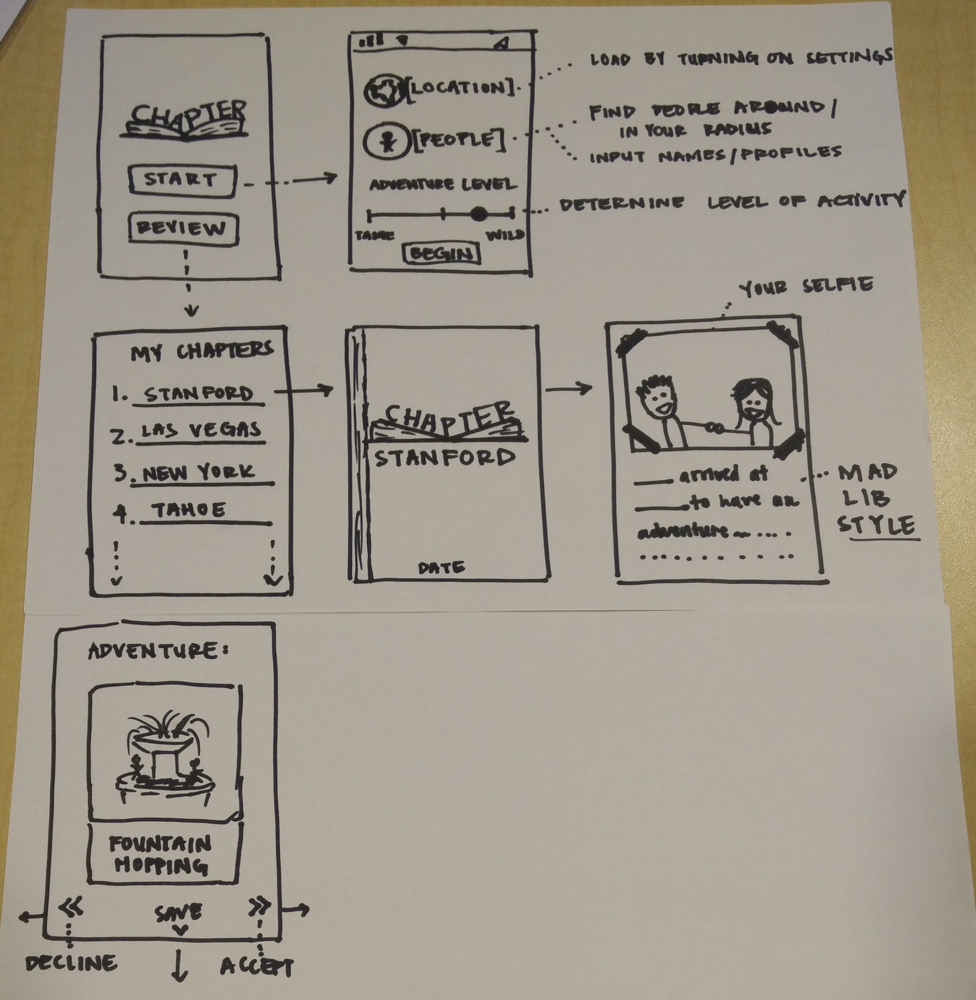 CHAPTER
START
REVIEW
[LOCATION]
[PEOPLE]
ADVENTURE LEVEL
TAME
WILD
BEGIN
LOAD BY TURNING ON SETTINGS
FIND PEOPLE AROUND/
IN YOUR RADIUS
INPUT NAMES/PROFILES
DETERMINE LEVEL OF ACTIVITY
MY CHAPTERS
1. STANFORD
2. LAS VEGAS
3. NEW YORK
4. TAHOE
CHAPTER
STANFORD
DATE
YOUR SELFIE
____ arrived at
____ to have an
adventure ....
MAD
LIB
STYLE
ADVENTURE:
FOUNTAIN
HOPPING
<< SAVE >>
DECLINE
ACCEPT